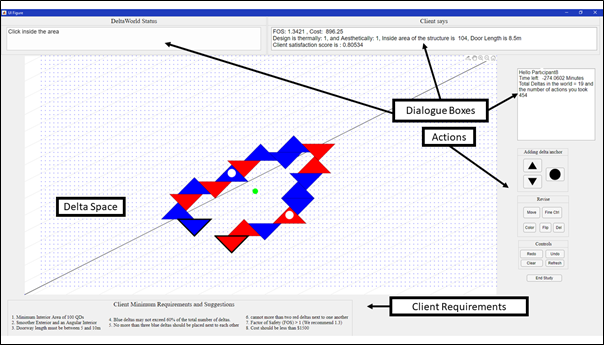 UI Figure
DeltaWorld Status
Click inside the area
Client says
FOS: 1.3421 , Cost: 896.25
Design is thermally: 1, and Aesthetically: 1, Inside area of the structure is 104, Door Length is 8.5m
Client satisfaction score is : 0.80534
Hello Participant8
Time left: -274.0602 Minutes
Total Deltas in the world = 19 and
the number of actions you took
454
Dialogue Boxes
Actions
Adding delta/anchor
Revise
Move
Fine Ctrl
Color
Flip
Del
Controls
Redo
Undo
Clear
Refresh
End Study
Delta Space
Client Requirements
Client Minimum Requirements and Suggestions
1. Minimum Interior Area of 100 QDs
2. Smoother Exterior and an Angular Interior
3. Doorway length must be between 1 and 10m
4. Blue deltas may not exceed 60% of the total number of deltas.
5. No more than three blue deltas should be placed next to each other
6. cannot more than two red deltas next to one another
7. Factor of Safety (FOS) > 1 (We recommend 1.5)
8. Cost should be less than $1500